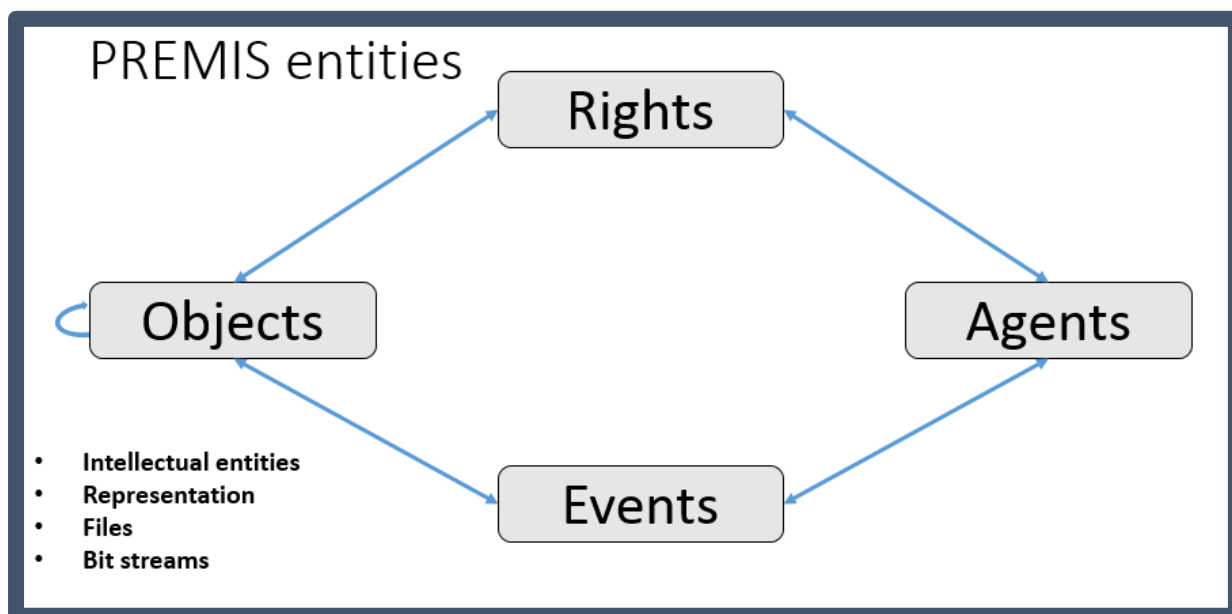 PREMIS entities
Rights
Objects
Agents
Events
• Intellectual entities
• Representation
• Files
• Bit streams